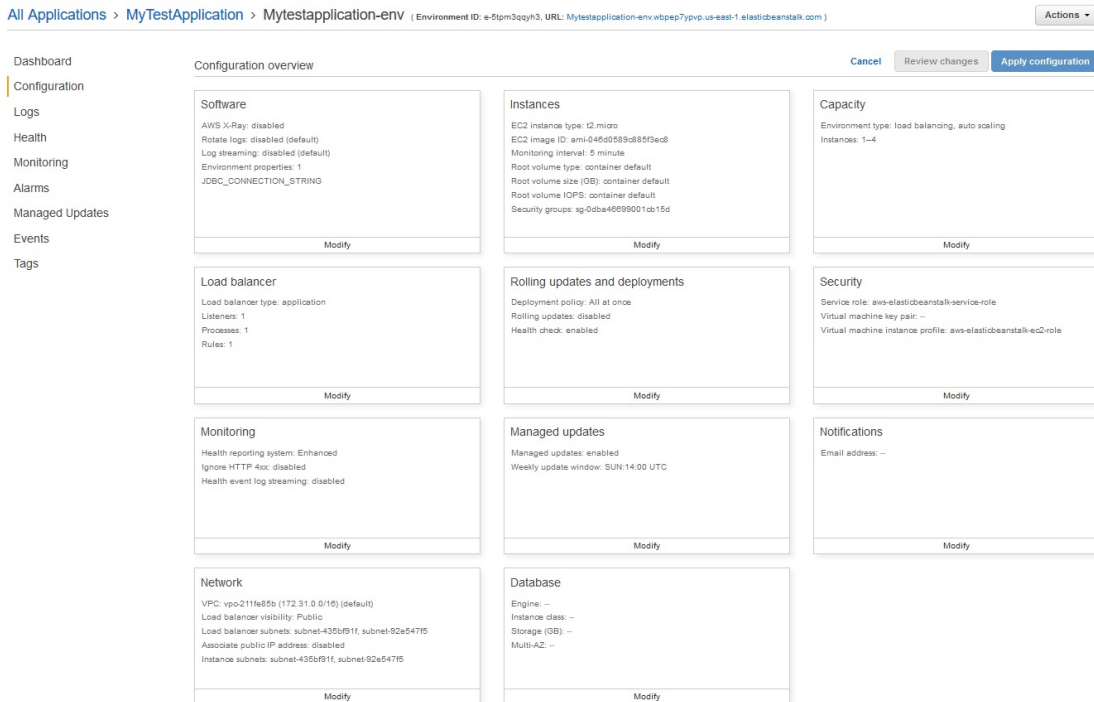 All Applications > MyTestApplication > Mytestapplication-env ( Environment ID: e-5tpm3qqyh3, URL: Mytestapplication-env.wbpep7ypvp.us-east-1.elasticbeanstalk.com )
Actions
Dashboard
Configuration
Logs
Health
Monitoring
Alarms
Managed Updates
Events
Tags
Configuration overview
Cancel
Review changes
Apply configuration
Software
AWS X-Ray: disabled
Rotate logs: disabled (default)
Log streaming: disabled (default)
Environment properties: 1
JDBC_CONNECTION_STRING
Modify
Instances
EC2 instance type: t2.micro
EC2 image ID: ami-046d0589c885f3ec8
Monitoring interval: 5 minute
Root volume type: container default
Root volume size (GB): container default
Root volume IOPS: container default
Security groups: sg-0dba46699001cb15d
Modify
Capacity
Environment type: load balancing, auto scaling
Instances: 1–4
Modify
Load balancer
Load balancer type: application
Listeners: 1
Processes: 1
Rules: 1
Modify
Rolling updates and deployments
Deployment policy: All at once
Rolling updates: disabled
Health check: enabled
Modify
Security
Service role: aws-elasticbeanstalk-service-role
Virtual machine key pair: --
Virtual machine instance profile: aws-elasticbeanstalk-ec2-role
Modify
Monitoring
Health reporting system: Enhanced
Ignore HTTP 4xx: disabled
Health event log streaming: disabled
Modify
Managed updates
Managed updates: enabled
Weekly update window: SUN:14:00 UTC
Modify
Notifications
Email address: --
Modify
Network
VPC: vpc-211fe85b (172.31.0.0/16) (default)
Load balancer visibility: Public
Load balancer subnets: subnet-435bf91f, subnet-92e547f5
Associate public IP address: disabled
Instance subnets: subnet-435bf91f, subnet-92e547f5
Modify
Database
Engine: --
Instance class: --
Storage (GB): --
Multi-AZ: --
Modify